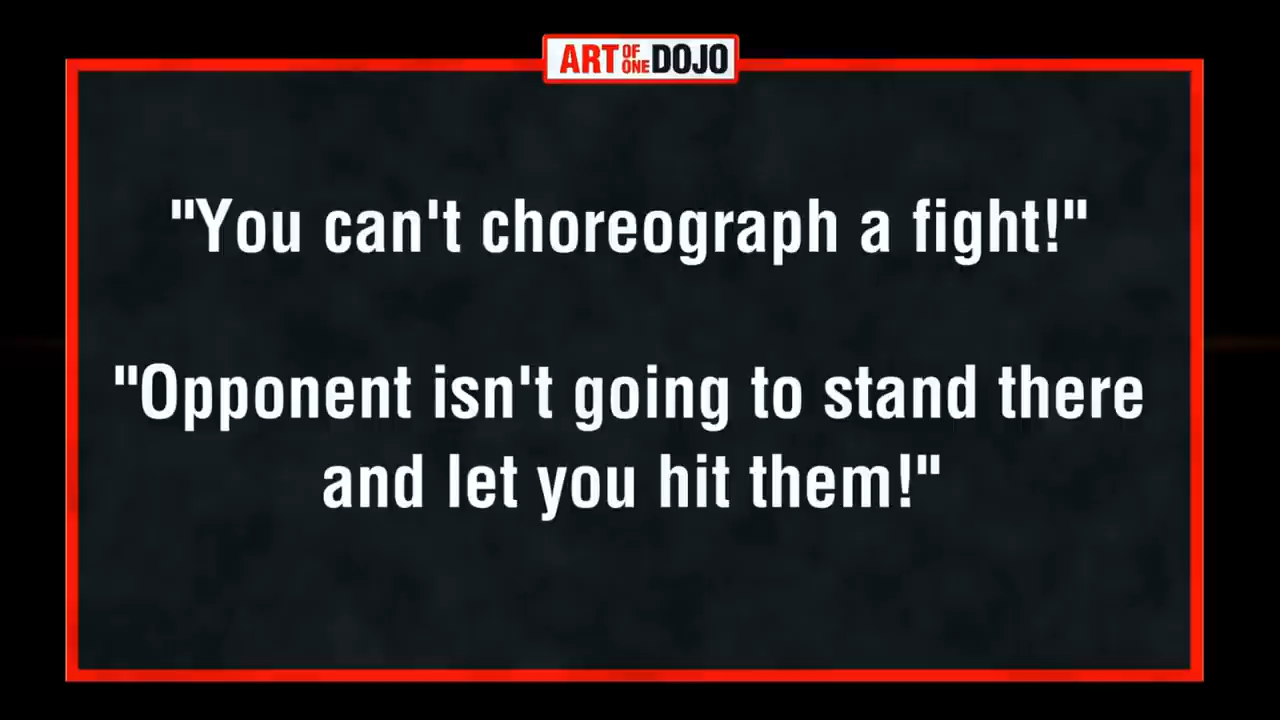 ART OF ONE DOJO
"You can't choreograph a fight!"
"Opponent isn't going to stand there
and let you hit them!"